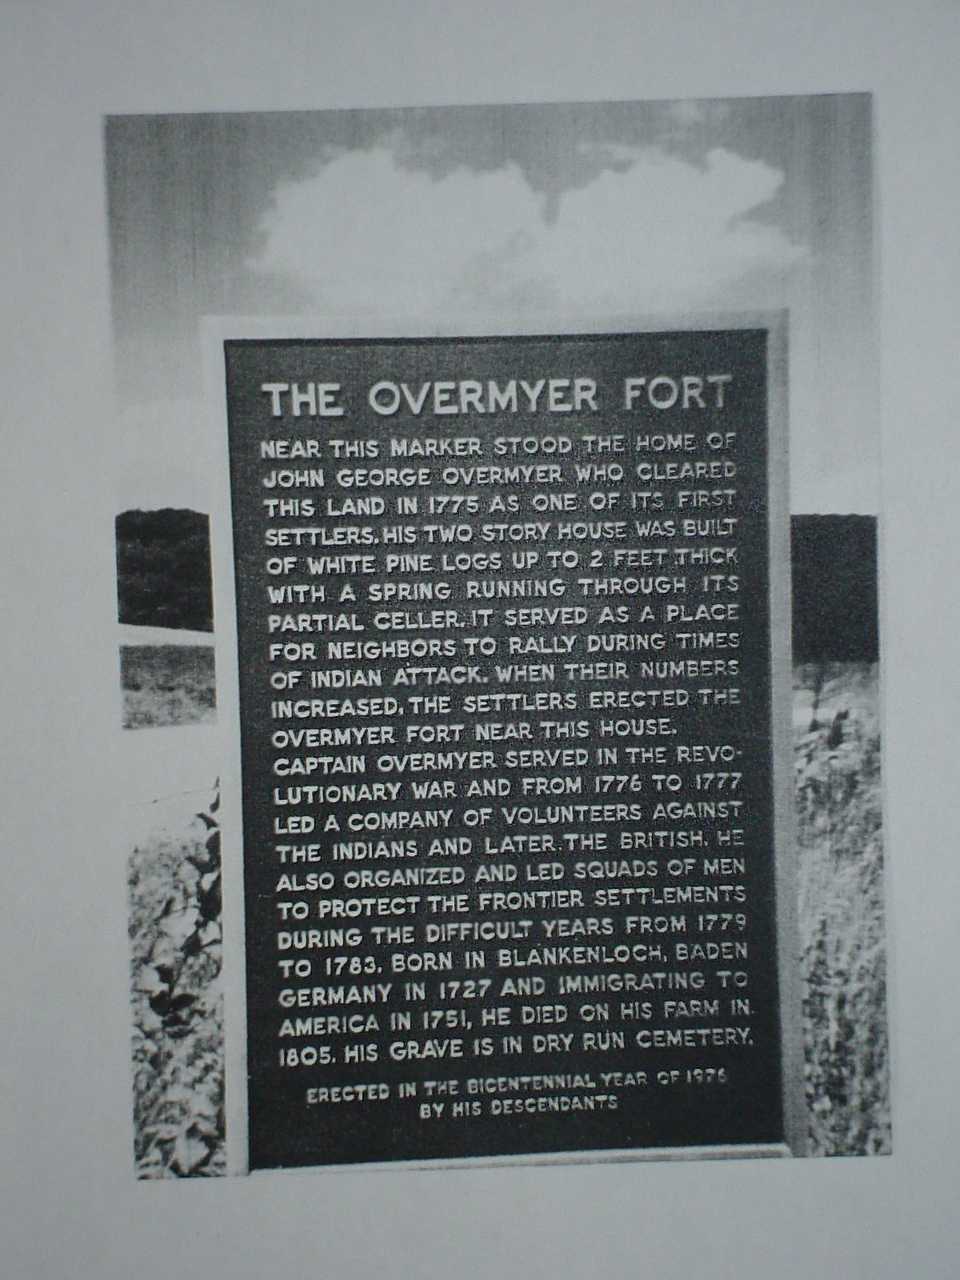 THE OVERMYER FORT
NEAR THIS MARKER STOOD THE HOME OF
JOHN GEORGE OVERMYER WHO CLEARED
THIS LAND IN 1775 AS ONE OF ITS FIRST
SETTLERS. HIS TWO STORY HOUSE WAS BUILT
OF WHITE PINE LOGS UP TO 2 FEET THICK
WITH A SPRING RUNNING THROUGH ITS
PARTIAL CELLER. IT SERVED AS A PLACE
FOR NEIGHBORS TO RALLY DURING TIMES
OF INDIAN ATTACK. WHEN THEIR NUMBERS
INCREASED, THE SETTLERS ERECTED THE
OVERMYER FORT NEAR THIS HOUSE.
CAPTAIN OVERMYER SERVED IN THE REVO-
LUTIONARY WAR AND FROM 1776 TO 1777
LED A COMPANY OF VOLUNTEERS AGAINST
THE INDIANS AND LATER THE BRITISH. HE
ALSO ORGANIZED AND LED SQUADS OF MEN
TO PROTECT THE FRONTIER SETTLEMENTS
DURING THE DIFFICULT YEARS FROM 1779
TO 1783. BORN IN BLANKENLOCH, BADEN
GERMANY IN 1727 AND IMMIGRATING TO
AMERICA IN 1751, HE DIED ON HIS FARM IN
1805. HIS GRAVE IS IN DRY RUN CEMETERY.
ERECTED IN THE BICENTENNIAL YEAR OF 1976
BY HIS DESCENDANTS